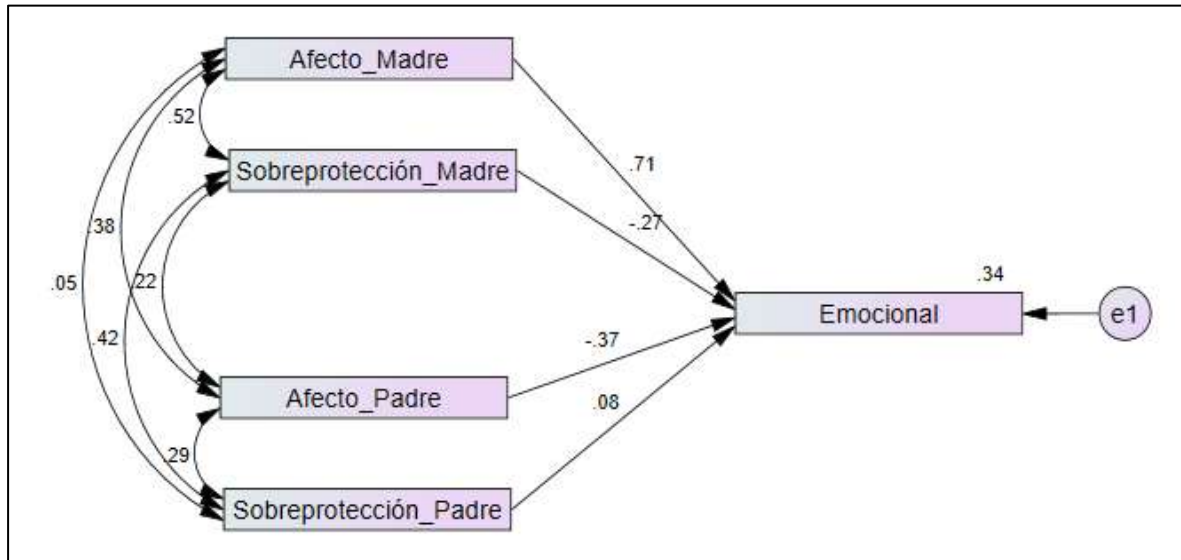 Afecto_Madre
.52
Sobreprotección_Madre
.71
-.27
.38
.05
.22
.42
.34
Emocional
e1
-.37
Afecto_Padre
.08
.29
Sobreprotección_Padre